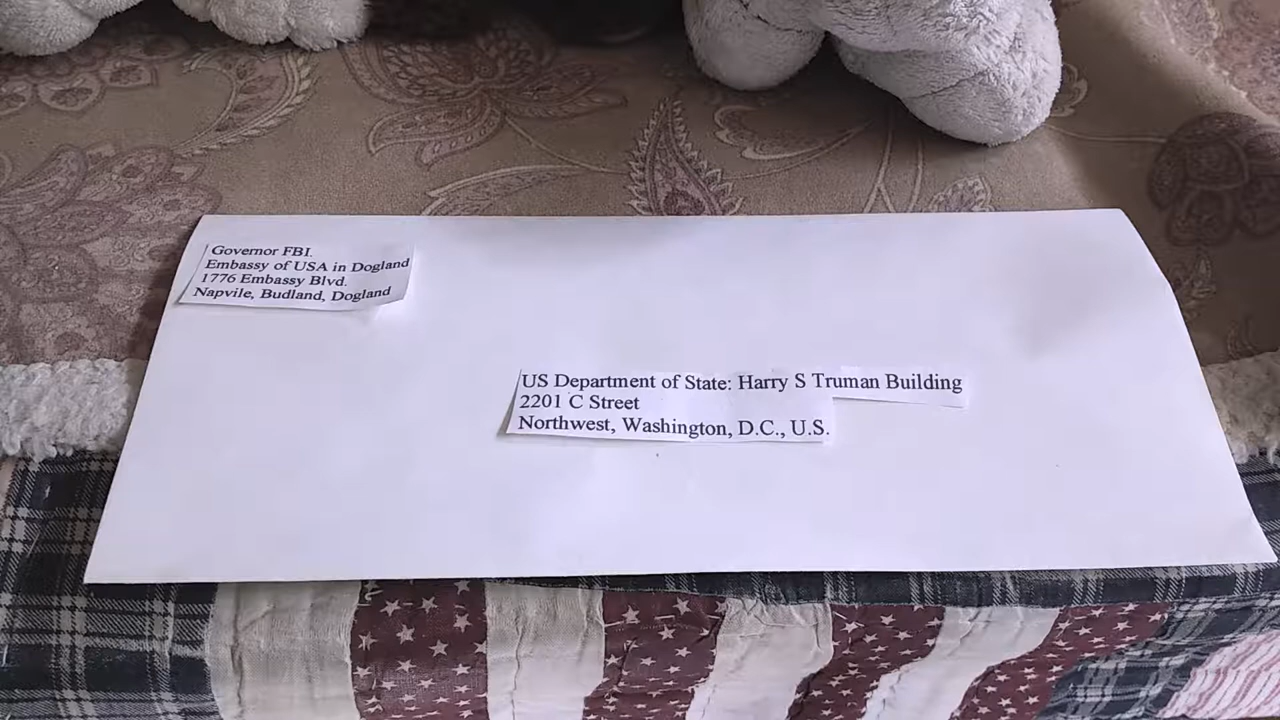 Governor FBI.
Embassy of USA in Dogland
1776 Embassy Blvd.
Napvile, Budland, Dogland
US Department of State: Harry S Truman Building
2201 C Street
Northwest, Washington, D.C., U.S.